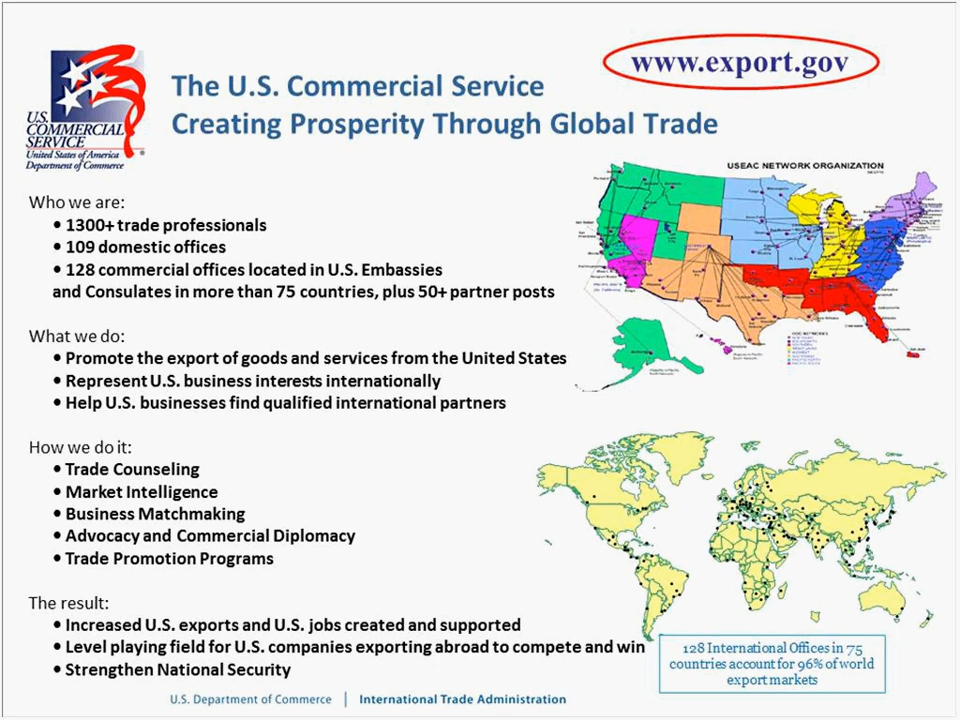 www.export.gov
The U.S. Commercial Service
Creating Prosperity Through Global Trade
U.S.
COMMERCIAL
SERVICE
United States of America
Department of Commerce
USEAC NETWORK ORGANIZATION
Who we are:
• 1300+ trade professionals
• 109 domestic offices
• 128 commercial offices located in U.S. Embassies
and Consulates in more than 75 countries, plus 50+ partner posts
What we do:
• Promote the export of goods and services from the United States
• Represent U.S. business interests internationally
• Help U.S. businesses find qualified international partners
How we do it:
• Trade Counseling
• Market Intelligence
• Business Matchmaking
• Advocacy and Commercial Diplomacy
• Trade Promotion Programs
The result:
• Increased U.S. exports and U.S. jobs created and supported
• Level playing field for U.S. companies exporting abroad to compete and win
• Strengthen National Security
128 International Offices in 75
countries account for 96% of world
export markets
U.S. Department of Commerce | International Trade Administration